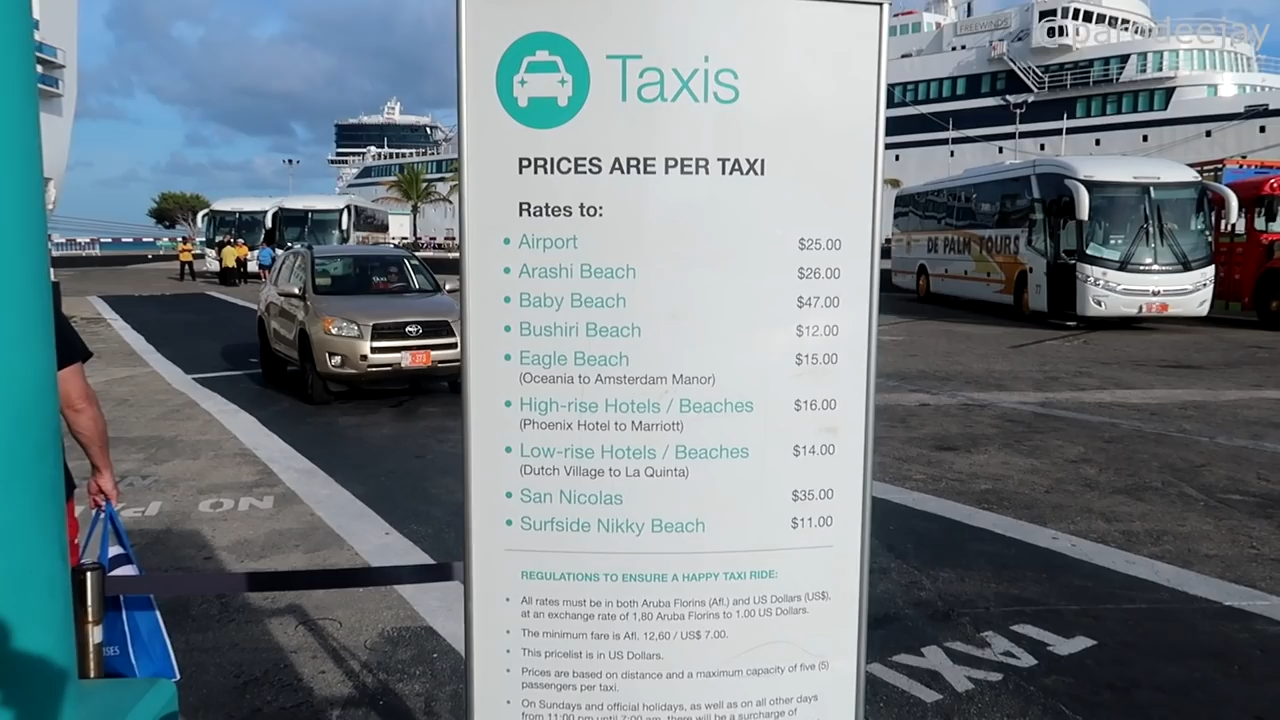 @parodeejay
FREEWINDS
Taxis
PRICES ARE PER TAXI
Rates to:
• Airport $25.00
• Arashi Beach $26.00
• Baby Beach $47.00
• Bushiri Beach $12.00
• Eagle Beach $15.00
(Oceania to Amsterdam Manor)
• High-rise Hotels / Beaches $16.00
(Phoenix Hotel to Marriott)
• Low-rise Hotels / Beaches $14.00
(Dutch Village to La Quinta)
• San Nicolas $35.00
• Surfside Nikky Beach $11.00
REGULATIONS TO ENSURE A HAPPY TAXI RIDE:
• All rates must be in both Aruba Florins (Afl.) and US Dollars (US$),
at an exchange rate of 1,80 Aruba Florins to 1.00 US Dollars.
• The minimum fare is Afl. 12,60 / US$ 7.00.
• This pricelist is in US Dollars.
• Prices are based on distance and a maximum capacity of five (5)
passengers per taxi.
• On Sundays and official holidays, as well as on all other days
from 11:00 pm until 7:00 am, there will be a surcharge of
DE PALM TOURS
77
NO
TAXI